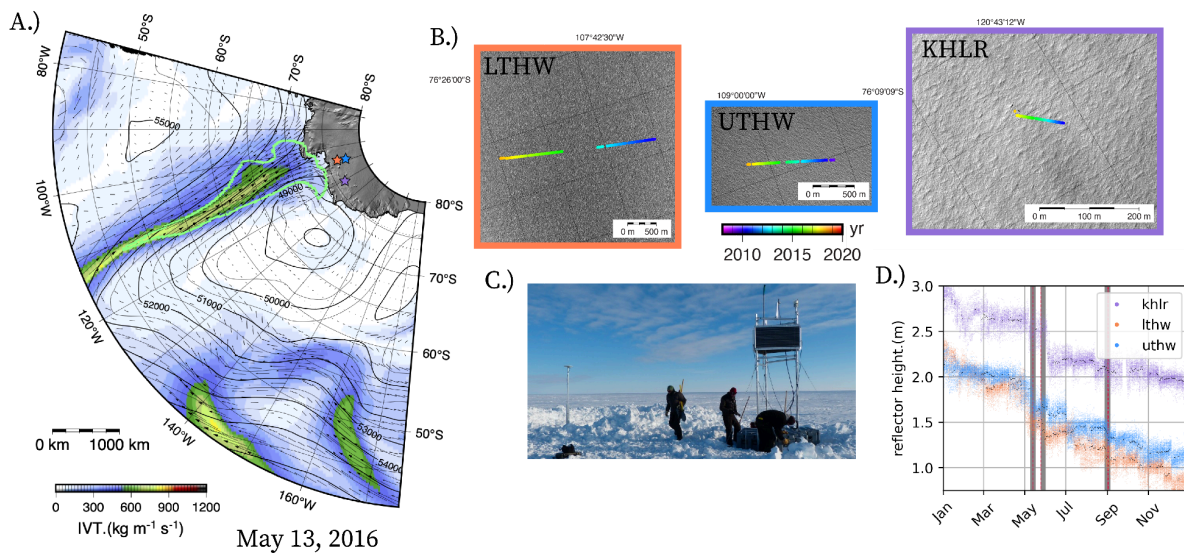 A.)
50°S
60°S
70°S
80°S
80°W
100°W
120°W
140°W
160°W
80°S
70°S
60°S
50°S
55000
49000
50000
51000
52000
53000
54000
0 km 1000 km
0 300 600 900 1200
IVT.(kg m⁻¹ s⁻¹)
May 13, 2016
B.)
107°42'30"W
LTHW
76°26'00"S
0 m 500 m
109°00'00"W
76°09'09"S
UTHW
0 m 500 m
yr
2010 2015 2020
120°43'12"W
KHLR
0 m 100 m 200 m
C.)
D.)
reflector height.(m)
3.0
2.5
2.0
1.5
1.0
khlr
lthw
uthw
Jan
Mar
May
Jul
Sep
Nov